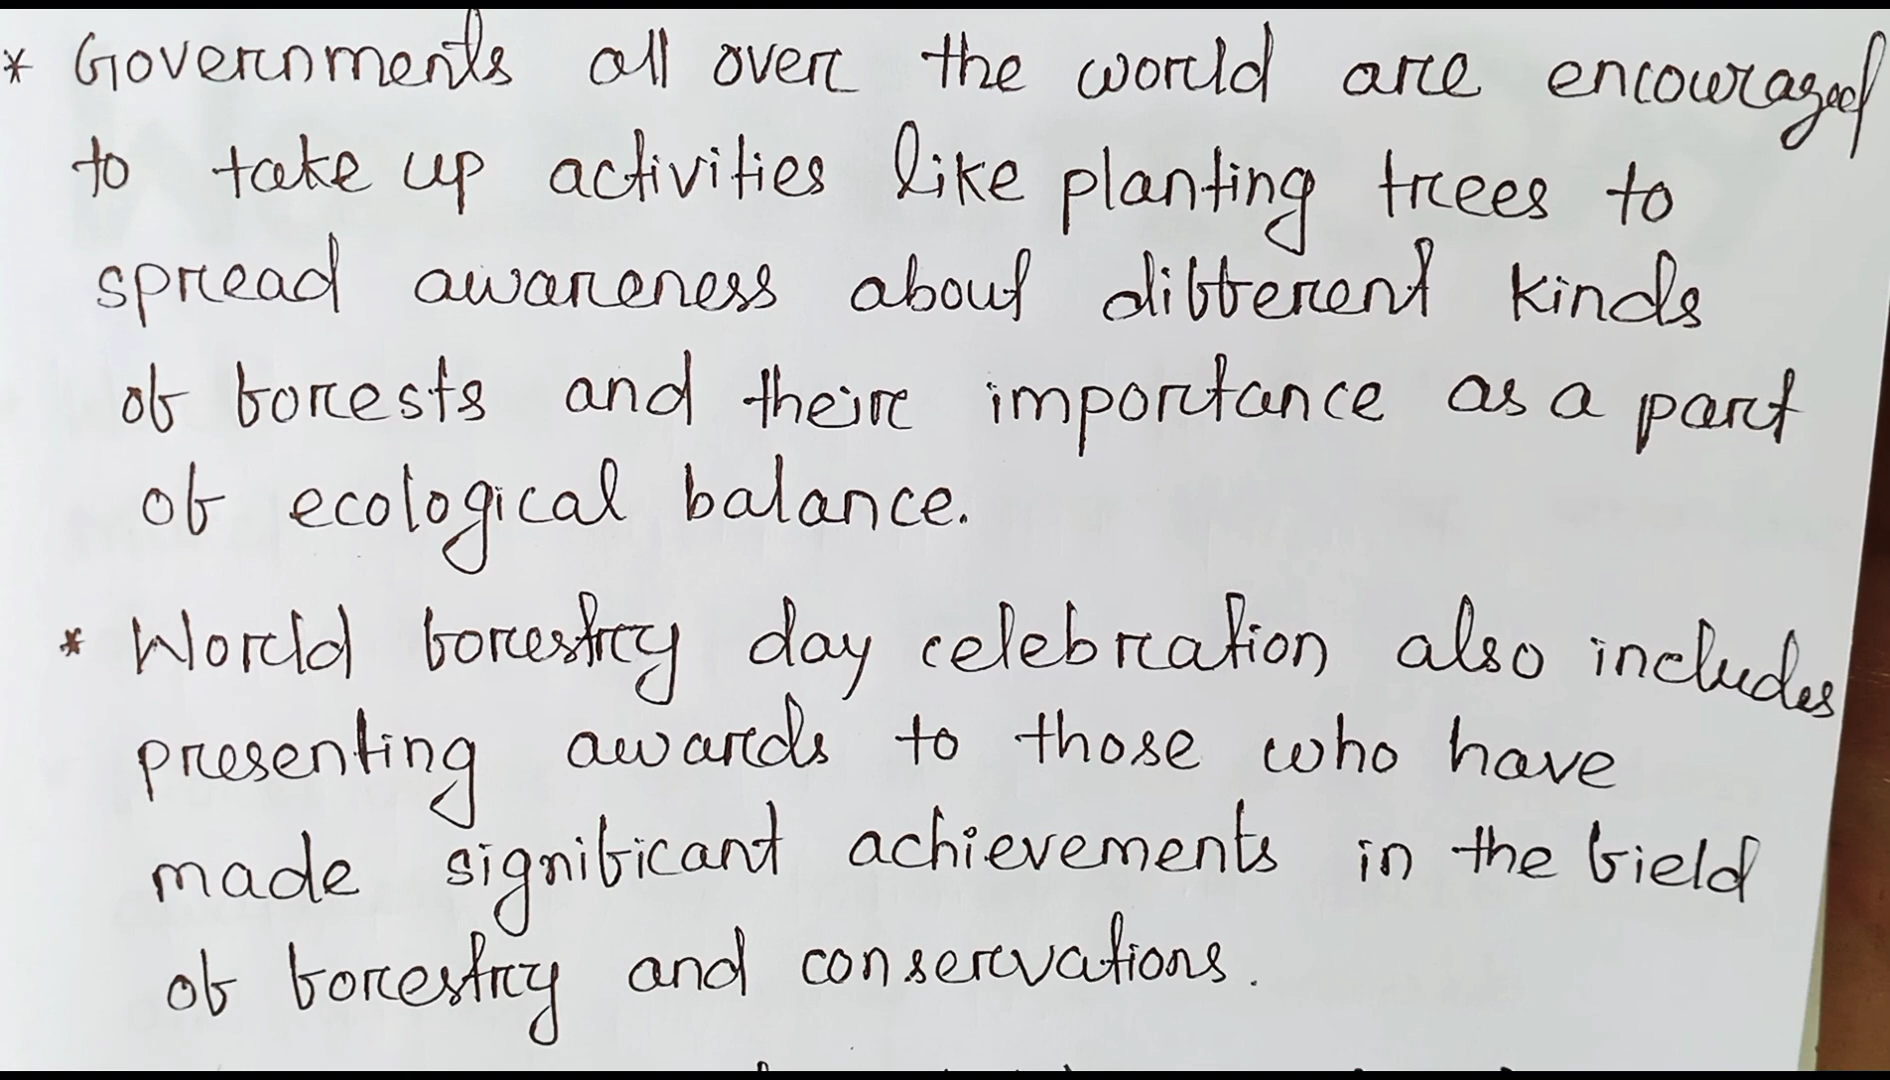 * Governments all over the world are encouraged
to take up activities like planting trees to
spread awareness about different kinds
of forests and their importance as a part
of ecological balance.
* World forestry day celebration also includes
presenting awards to those who have
made significant achievements in the field
of forestry and conservations.